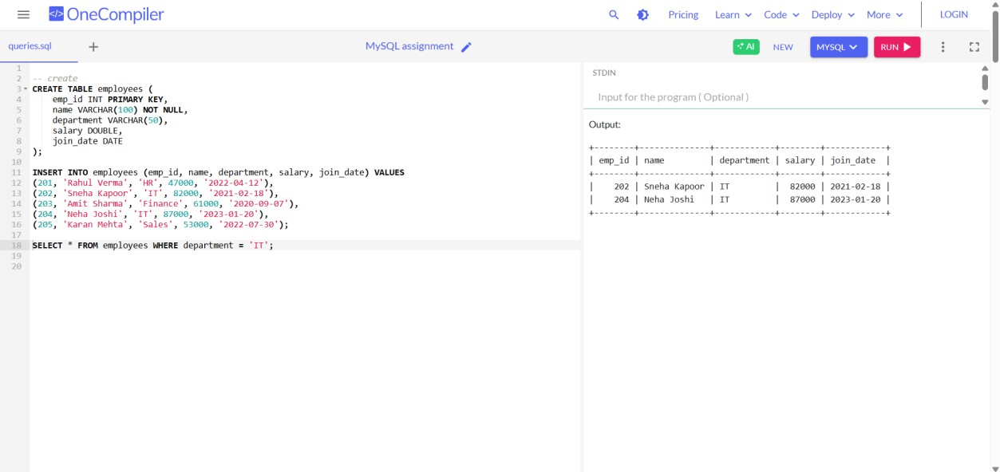 </> OneCompiler
Pricing Learn Code Deploy More LOGIN
queries.sql + MySQL assignment AI NEW MYSQL RUN
1
2 -- create
3 CREATE TABLE employees (
4     emp_id INT PRIMARY KEY,
5     name VARCHAR(100) NOT NULL,
6     department VARCHAR(50),
7     salary DOUBLE,
8     join_date DATE
9 );
10
11 INSERT INTO employees (emp_id, name, department, salary, join_date) VALUES
12 (201, 'Rahul Verma', 'HR', 47000, '2022-04-12'),
13 (202, 'Sneha Kapoor', 'IT', 82000, '2021-02-18'),
14 (203, 'Amit Sharma', 'Finance', 61000, '2020-09-07'),
15 (204, 'Neha Joshi', 'IT', 87000, '2023-01-20'),
16 (205, 'Karan Mehta', 'Sales', 53000, '2022-07-30');
17
18 SELECT * FROM employees WHERE department = 'IT';
19
20
STDIN
Input for the program ( Optional )
Output:
+--------+--------------+------------+--------+------------+
| emp_id | name         | department | salary | join_date  |
+--------+--------------+------------+--------+------------+
|    202 | Sneha Kapoor | IT         |  82000 | 2021-02-18 |
|    204 | Neha Joshi   | IT         |  87000 | 2023-01-20 |
+--------+--------------+------------+--------+------------+